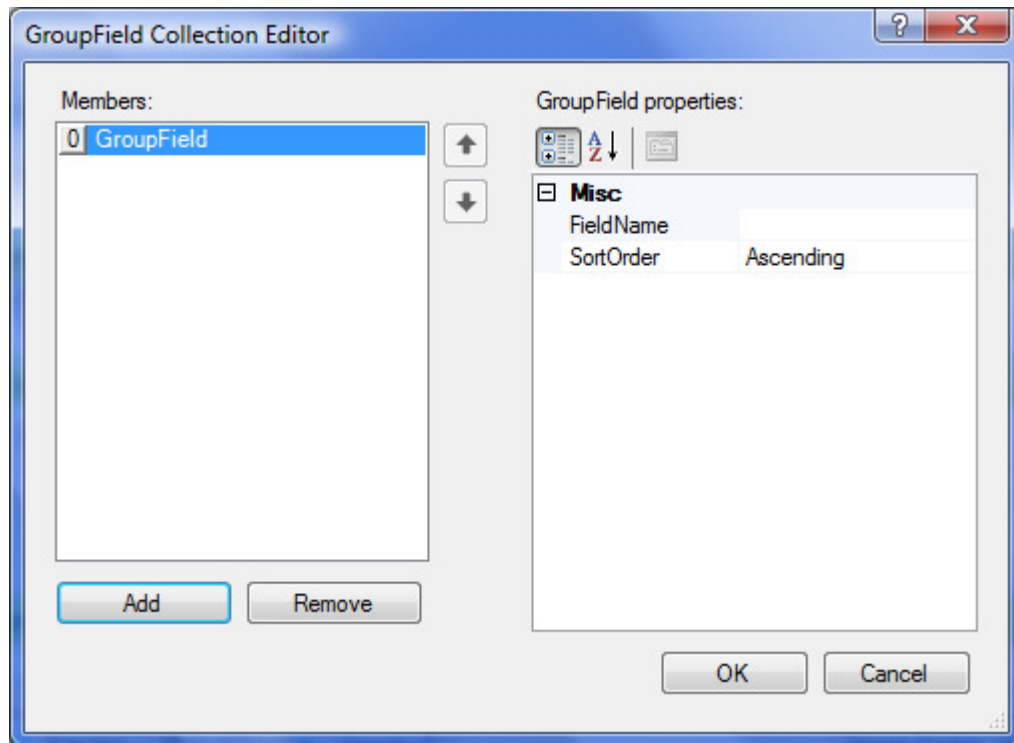 GroupField Collection Editor
Members:
0 GroupField
Add
Remove
GroupField properties:
A
Z
Misc
FieldName
SortOrder Ascending
OK
Cancel